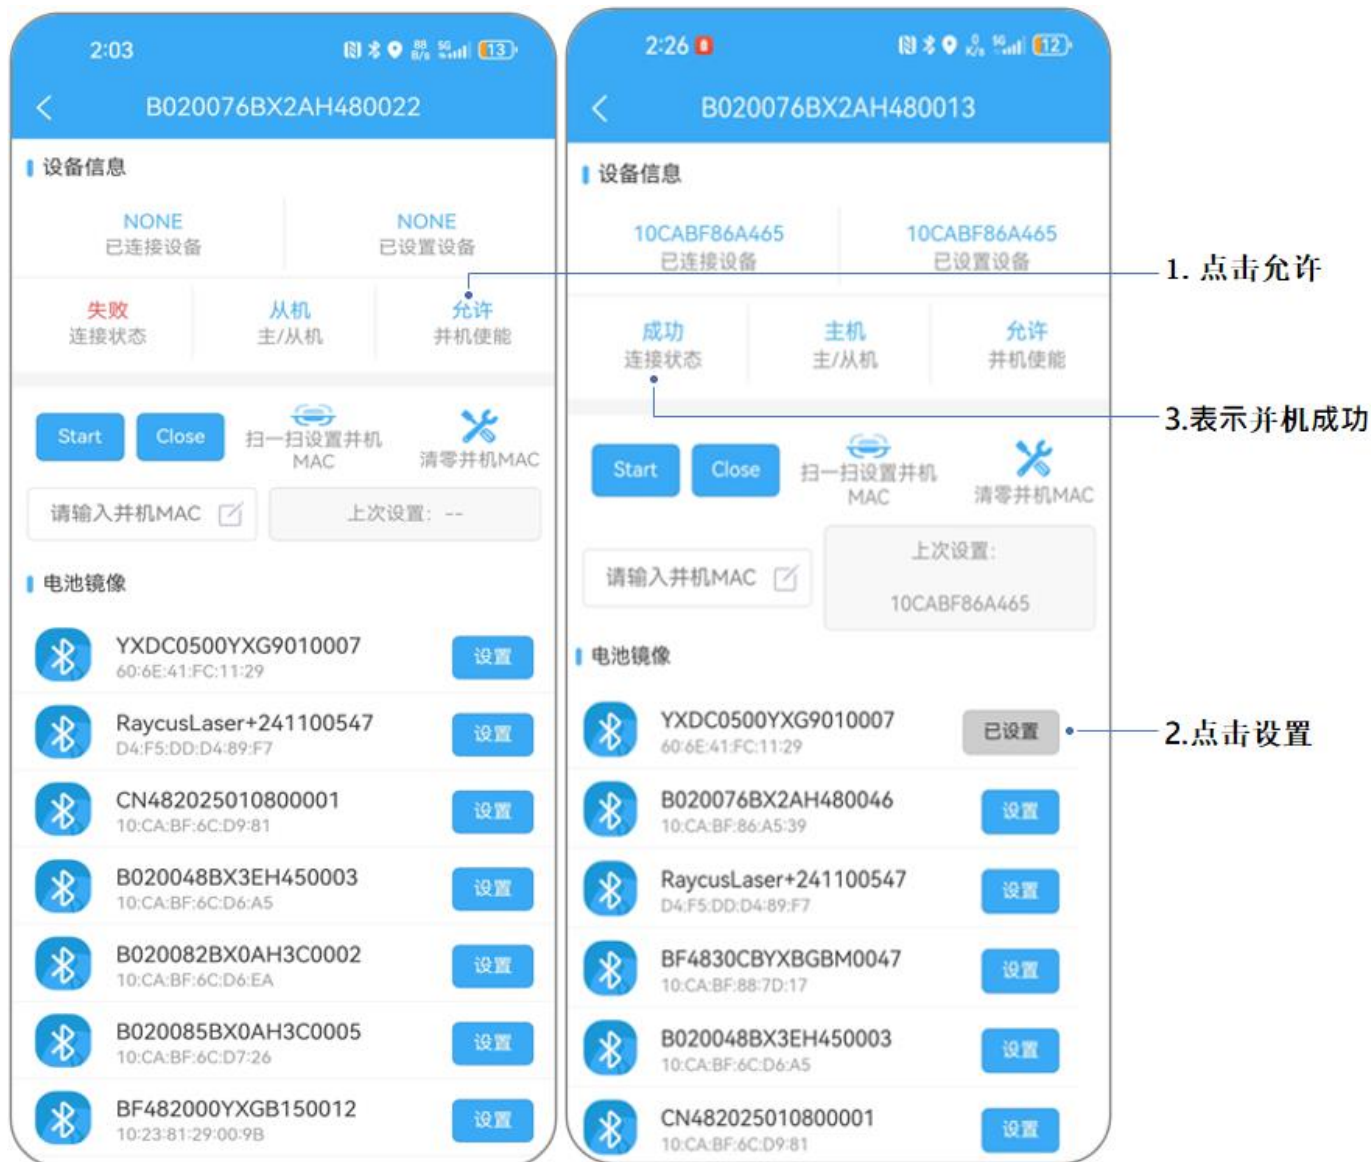 2:03
88 B/s 5G 13
B020076BX2AH480022
设备信息
NONE
NONE
已连接设备
已设置设备
失败
从机
允许
连接状态
主/从机
并机使能
Start
Close
扫一扫设置并机
MAC
清零并机MAC
请输入并机MAC
上次设置: --
电池镜像
YXDC0500YXG9010007
60:6E:41:FC:11:29
设置
RaycusLaser+241100547
D4:F5:DD:D4:89:F7
设置
CN482025010800001
10:CA:BF:6C:D9:81
设置
B020048BX3EH450003
10:CA:BF:6C:D6:A5
设置
B020082BX0AH3C0002
10:CA:BF:6C:D6:EA
设置
B020085BX0AH3C0005
10:CA:BF:6C:D7:26
设置
BF482000YXGB150012
10:23:81:29:00:9B
设置
2:26
0 K/s 5G 12
B020076BX2AH480013
设备信息
10CABF86A465
10CABF86A465
已连接设备
已设置设备
成功
主机
允许
连接状态
主/从机
并机使能
Start
Close
扫一扫设置并机
MAC
清零并机MAC
请输入并机MAC
上次设置:
10CABF86A465
电池镜像
YXDC0500YXG9010007
60:6E:41:FC:11:29
已设置
B020076BX2AH480046
10:CA:BF:86:A5:39
设置
RaycusLaser+241100547
D4:F5:DD:D4:89:F7
设置
BF4830CBYXBGBM0047
10:CA:BF:88:7D:17
设置
B020048BX3EH450003
10:CA:BF:6C:D6:A5
设置
CN482025010800001
10:CA:BF:6C:D9:81
设置
1. 点击允许
3.表示并机成功
2.点击设置